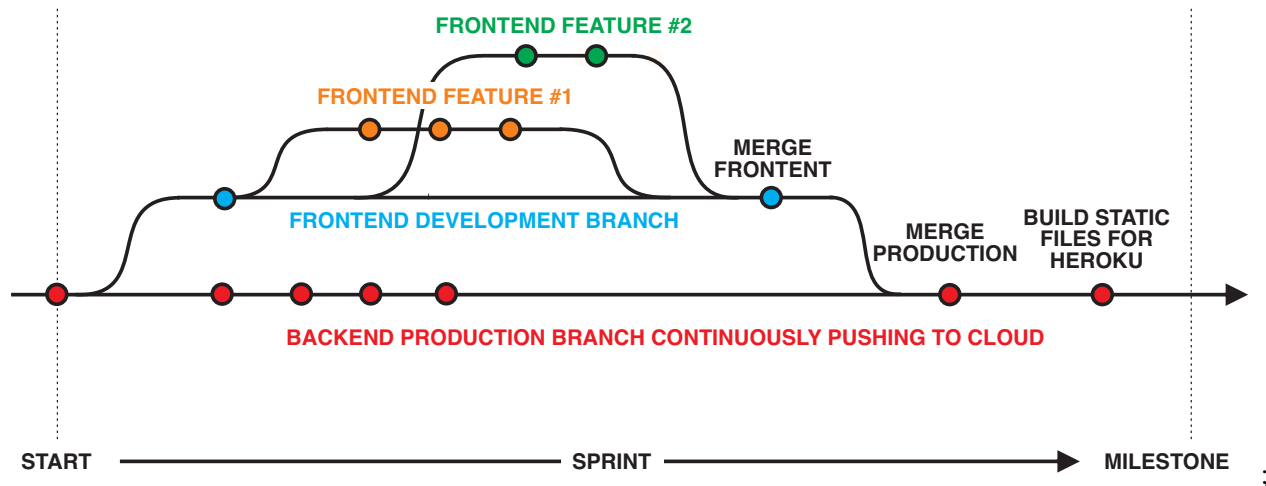 FRONTEND FEATURE #2
FRONTEND FEATURE #1
MERGE
FRONTENT
FRONTEND DEVELOPMENT BRANCH
MERGE
PRODUCTION
BUILD STATIC
FILES FOR
HEROKU
BACKEND PRODUCTION BRANCH CONTINUOUSLY PUSHING TO CLOUD
START
SPRINT
MILESTONE